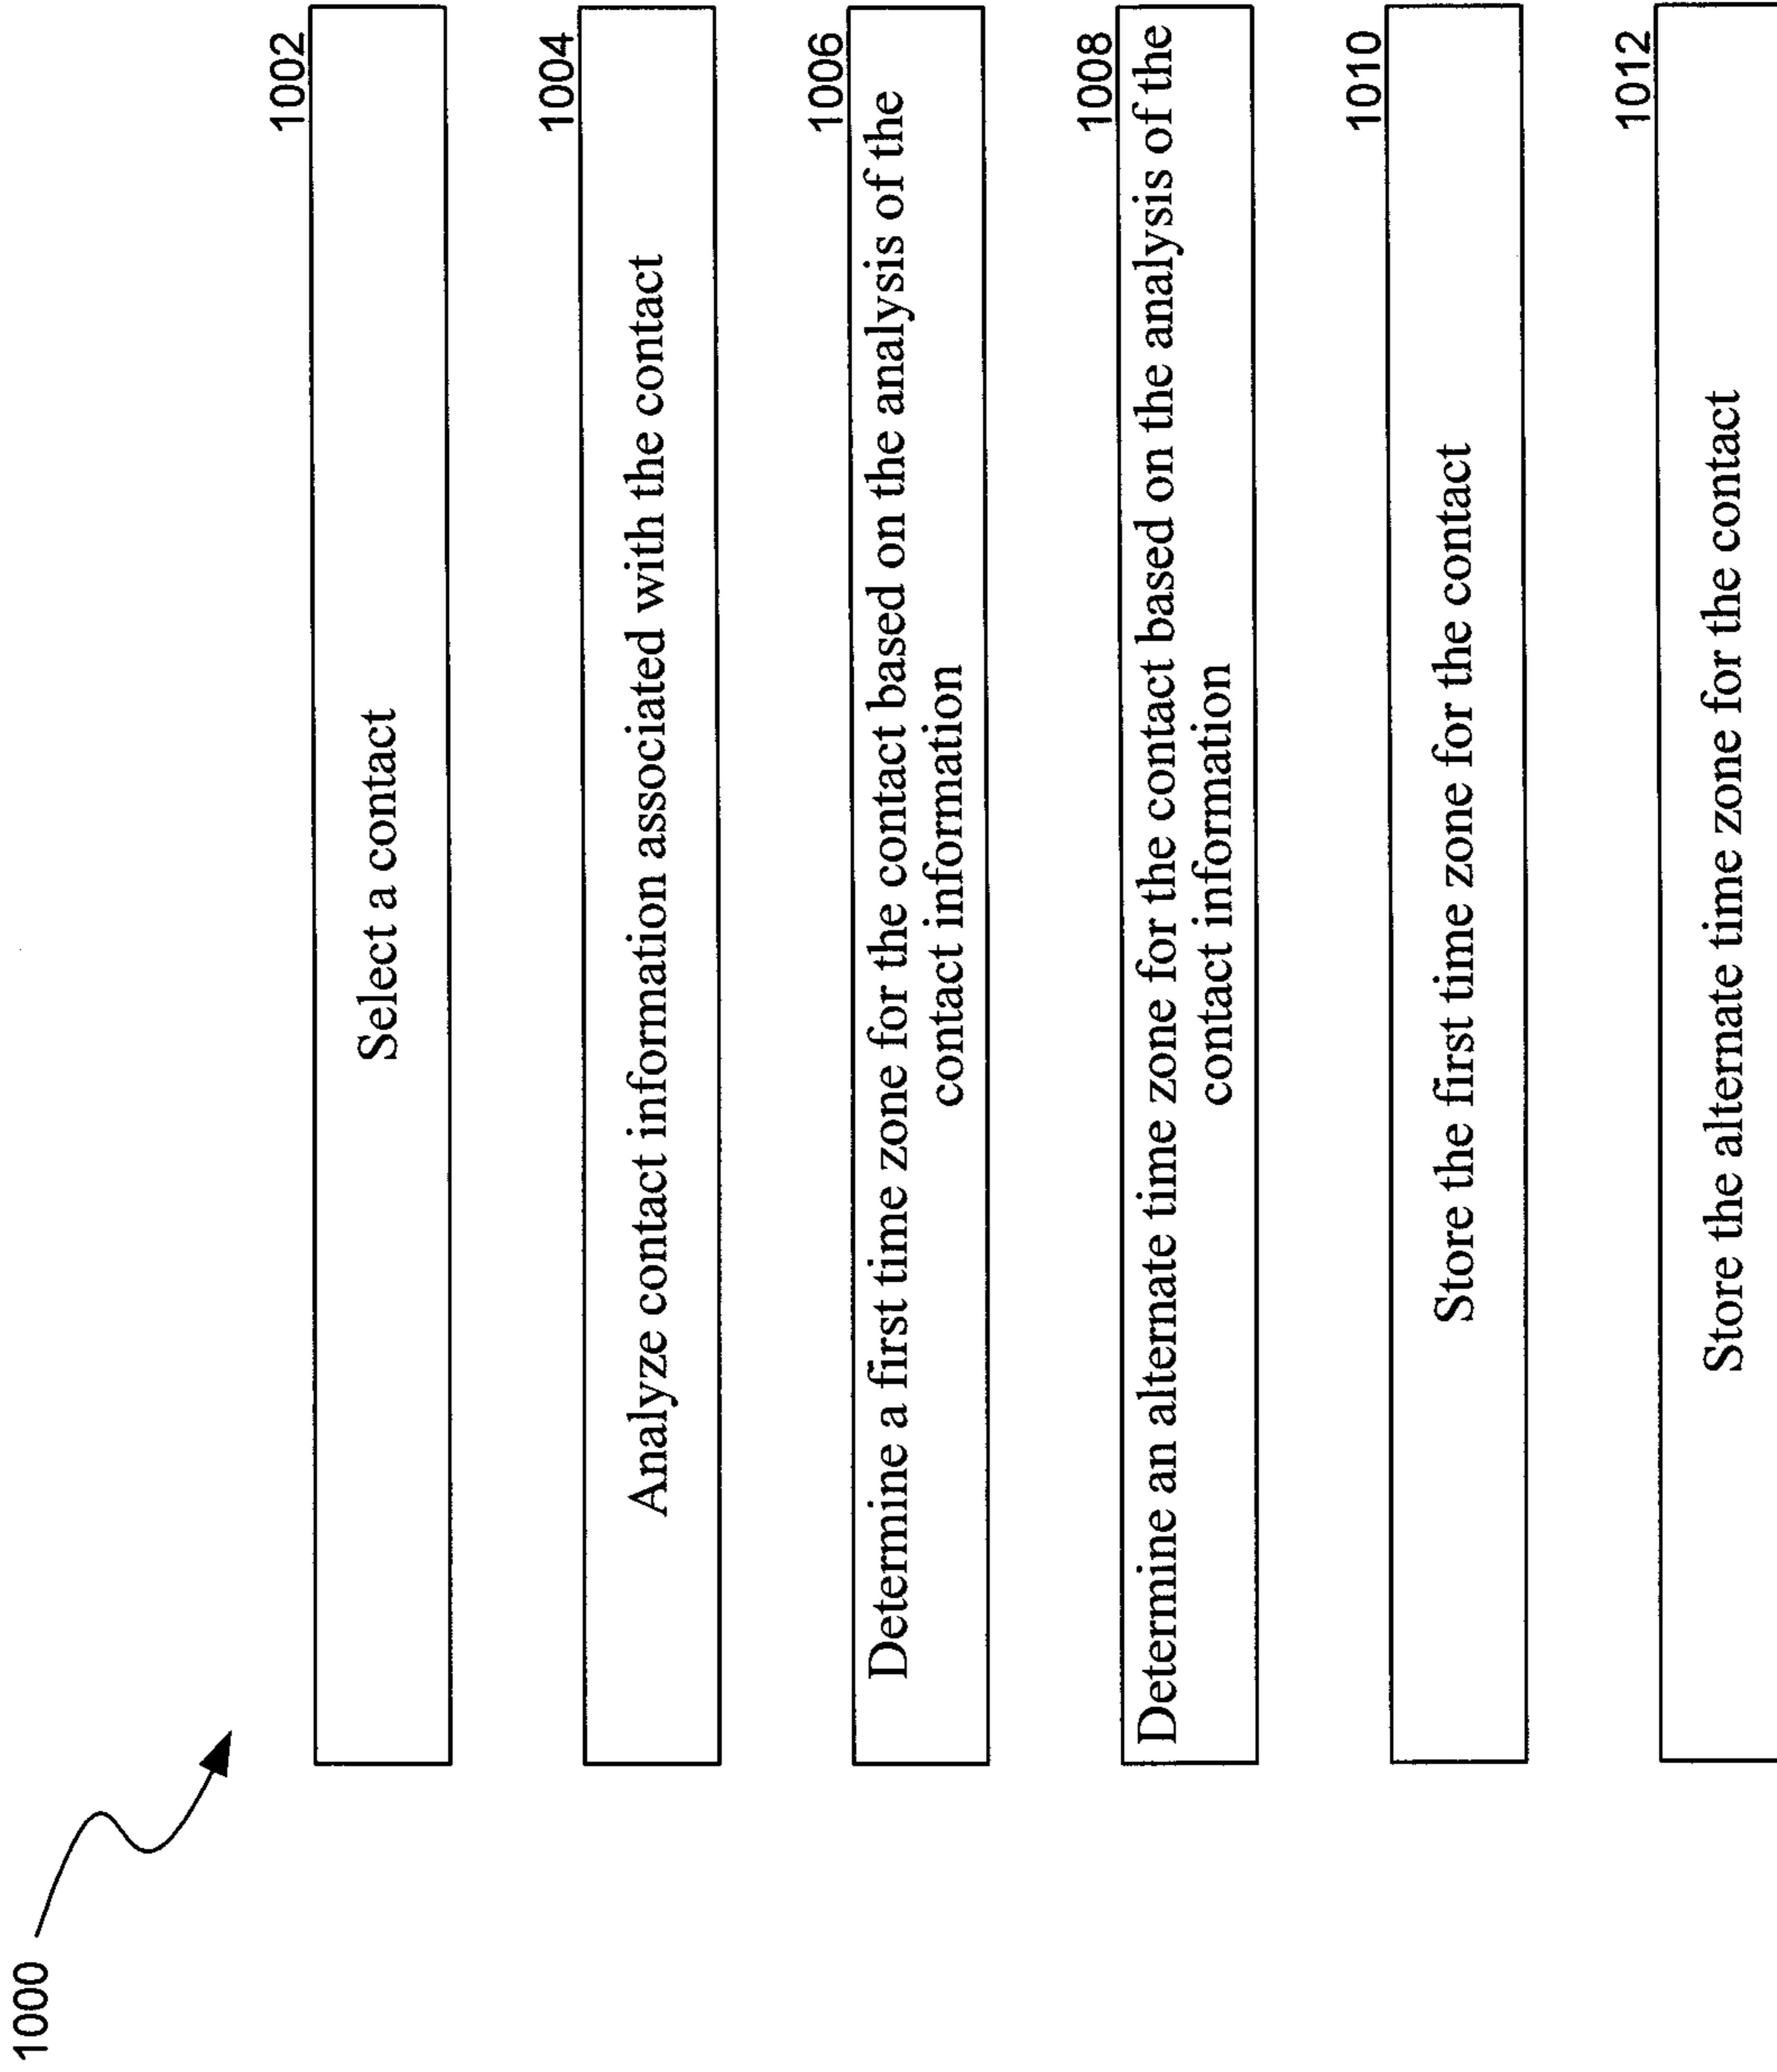 1000
1002
Select a contact
1004
Analyze contact information associated with the contact
1006
Determine a first time zone for the contact based on the analysis of the
contact information
1008
Determine an alternate time zone for the contact based on the analysis of the
contact information
1010
Store the first time zone for the contact
1012
Store the alternate time zone for the contact